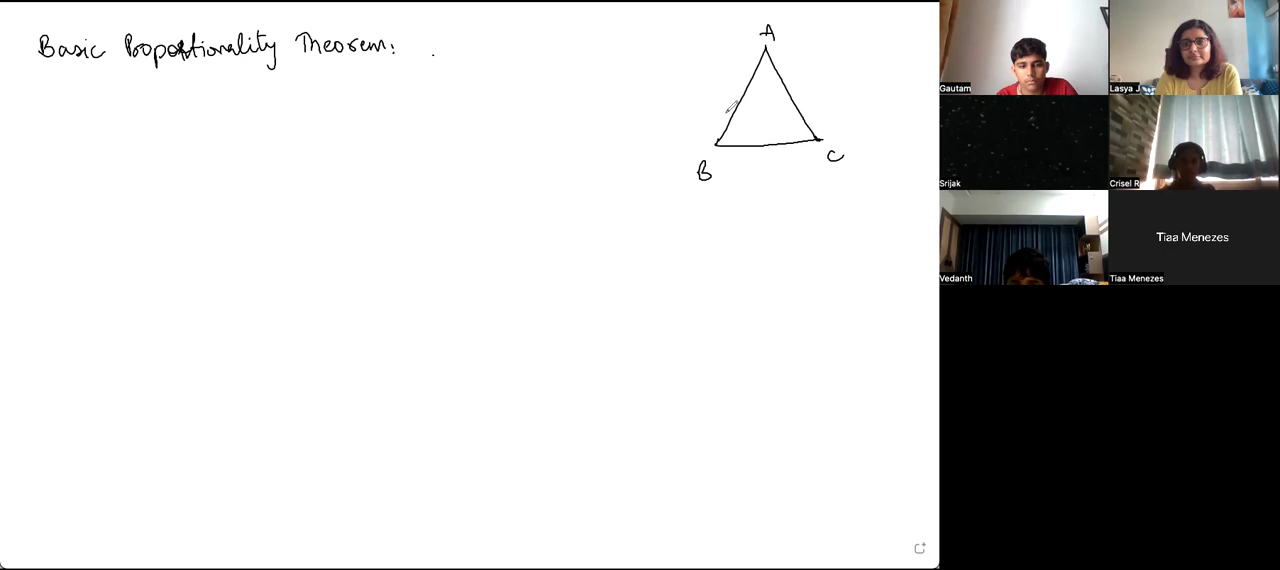 Basic Proportionality Theorem:
A
B
C
Gautam
Lasya J
Srijak
Crisel R
Tiaa Menezes
Vedanth
Tiaa Menezes